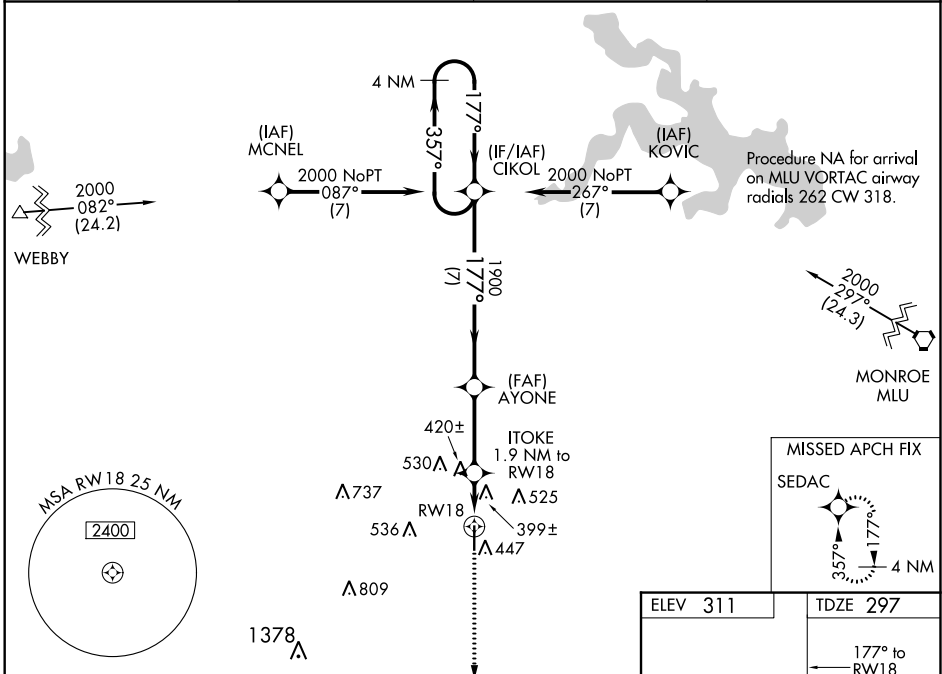 4 NM
177°
357°
(IAF)
MCNEL
(IF/IAF)
CIKOL
(IAF)
KOVIC
2000 NoPT
087°
(7)
2000 NoPT
267°
(7)
Procedure NA for arrival
on MLU VORTAC airway
radials 262 CW 318.
2000
082°
(24.2)
WEBBY
1900
177°
(7)
2000
297°
(24.3)
MONROE
MLU
(FAF)
AYONE
420±
ITOKE
1.9 NM to
RW18
530
737
525
RW18
536
399±
447
809
1378
MSA RW18 25 NM
2400
MISSED APCH FIX
SEDAC
357°
177°
4 NM
ELEV 311
TDZE 297
177° to
RW18